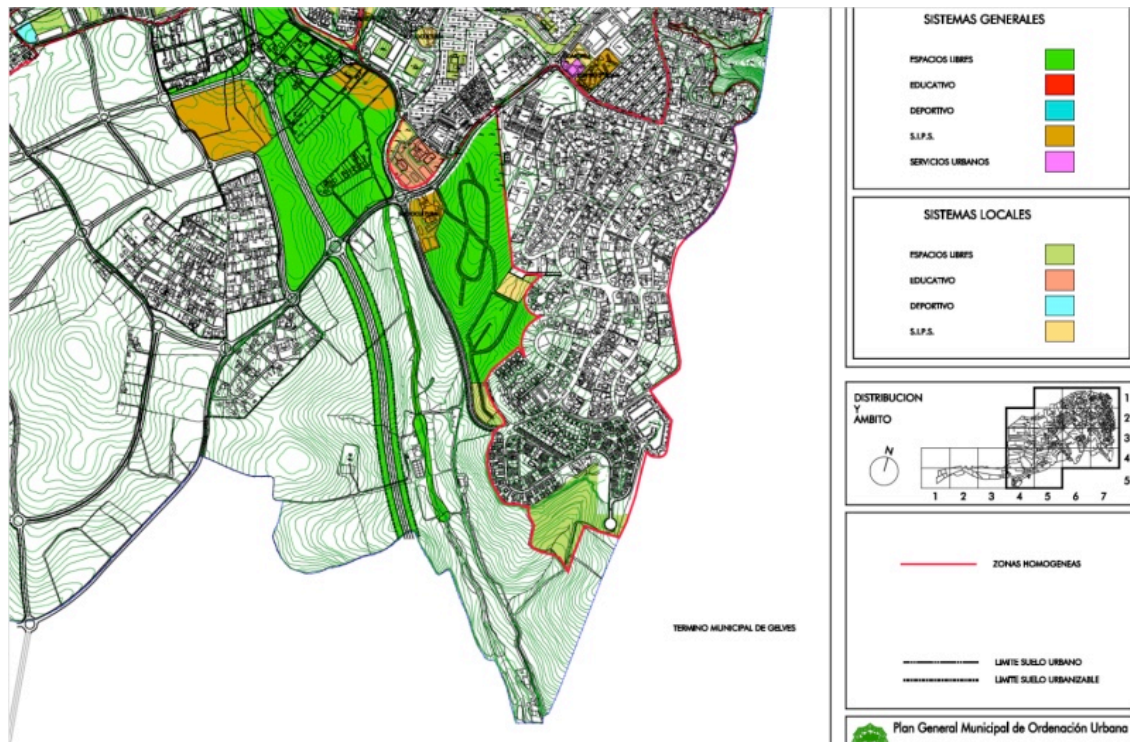 SISTEMAS GENERALES
ESPACIOS LIBRES
EDUCATIVO
DEPORTIVO
S.I.P.S.
SERVICIOS URBANOS
SISTEMAS LOCALES
ESPACIOS LIBRES
EDUCATIVO
DEPORTIVO
S.I.P.S.
DISTRIBUCION
Y
AMBITO
N
1
2
3
4
5
1 2 3 4 5 6 7
ZONAS HOMOGENEAS
TERMINO MUNICIPAL DE GELVES
LIMITE SUELO URBANO
LIMITE SUELO URBANIZABLE
Plan General Municipal de Ordenación Urbana